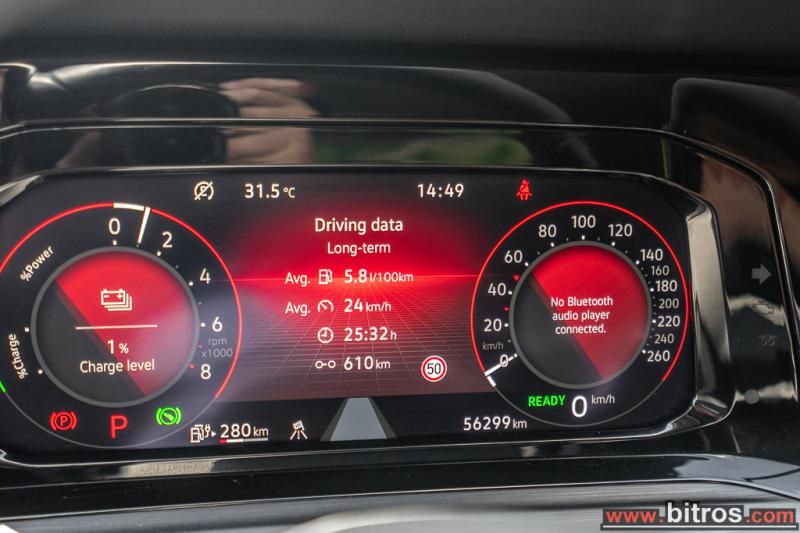 31.5 °C
14:49
Driving data
Long-term
Avg. 5.8 l/100km
Avg. 24 km/h
25:32 h
610 km
50
%Power
%Charge
0
2
4
6
8
rpm
x1000
1 %
Charge level
P
P
280 km
0
20
40
60
80
100
120
140
160
180
200
220
240
260
km/h
No Bluetooth
audio player
connected.
READY 0 km/h
56299 km
www.bitros.com